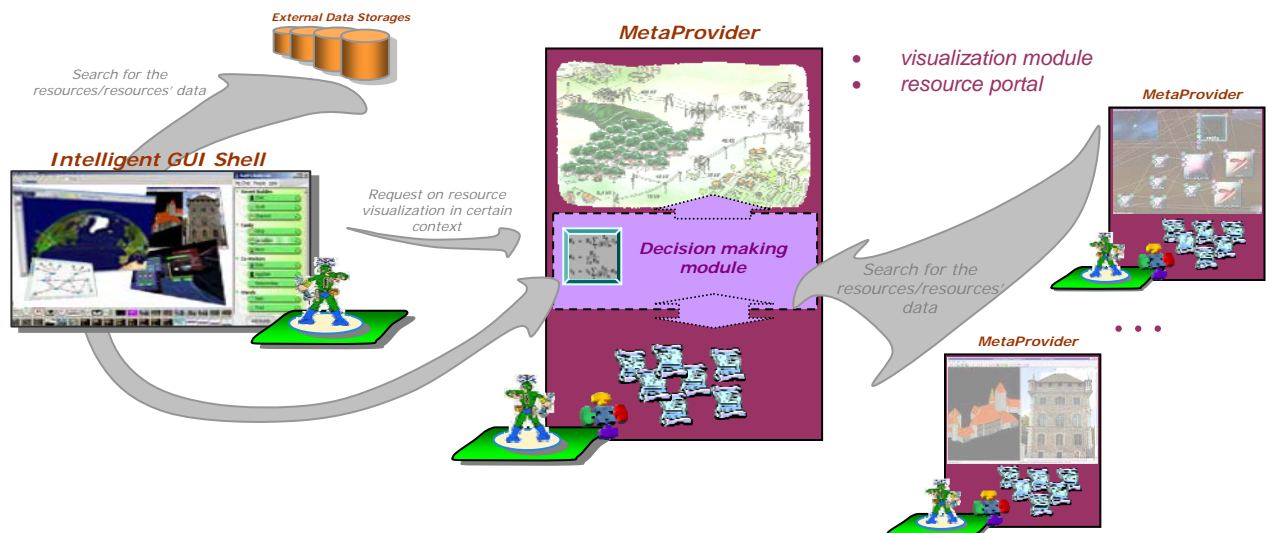 External Data Storages
MetaProvider
Search for the
resources/resources' data
• visualization module
• resource portal
MetaProvider
Intelligent GUI Shell
Request on resource
visualization in certain
context
Decision making
module
Search for the
resources/resources'
data
• • •
MetaProvider